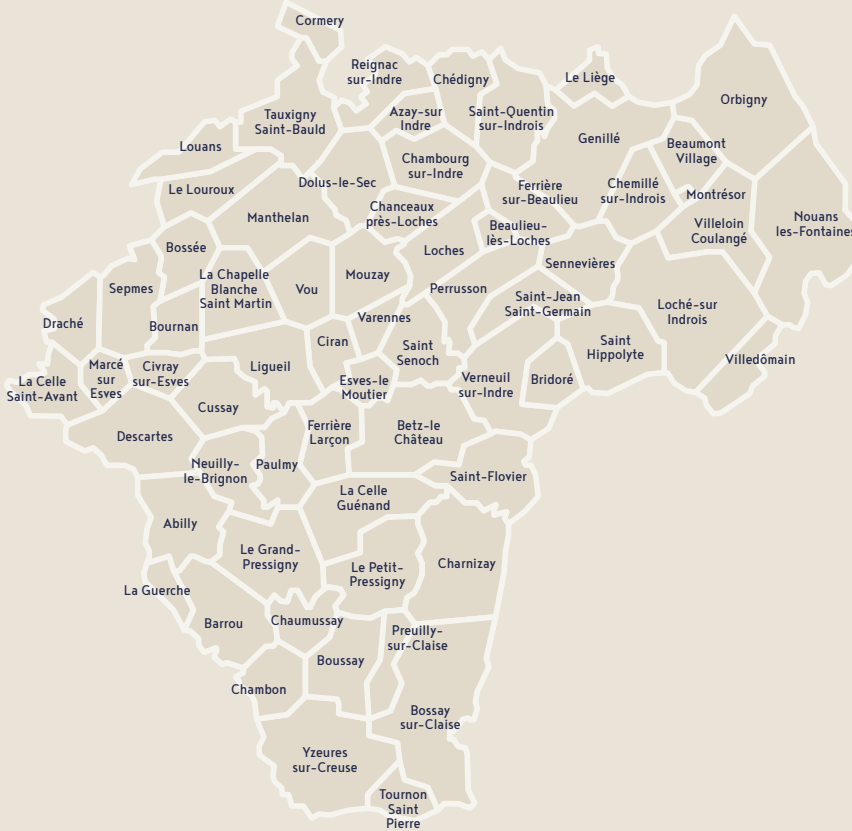 Cormery
Reignac
sur-Indre
Chédigny
Le Liège
Orbigny
Tauxigny
Saint-Bauld
Azay-sur
Indre
Saint-Quentin
sur-Indrois
Genillé
Louans
Beaumont
Village
Chambourg
sur-Indre
Le Louroux
Dolus-le-Sec
Ferrière
sur-Beaulieu
Chemillé
sur-Indrois
Montrésor
Manthelan
Chanceaux
près-Loches
Beaulieu-
lès-Loches
Villeloin
Coulangé
Nouans
les-Fontaines
Bossée
Loches
Sennevières
La Chapelle
Blanche
Saint Martin
Sepmes
Vou
Mouzay
Perrusson
Saint-Jean
Saint-Germain
Loché-sur
Indrois
Draché
Bournan
Varennes
Ciran
Saint
Senoch
Saint
Hippolyte
Villedômain
La Celle
Saint-Avant
Marcé
sur
Esves
Civray
sur-Esves
Ligueil
Esves-le
Moutier
Verneuil
sur-Indre
Bridoré
Cussay
Descartes
Ferrière
Larçon
Betz-le
Château
Neuilly-
le-Brignon
Paulmy
Saint-Flovier
La Celle
Guénand
Abilly
Le Grand-
Pressigny
Le Petit-
Pressigny
Charnizay
La Guerche
Barrou
Chaumussay
Preuilly-
sur-Claise
Boussay
Chambon
Bossay
sur-Claise
Yzeures
sur-Creuse
Tournon
Saint
Pierre